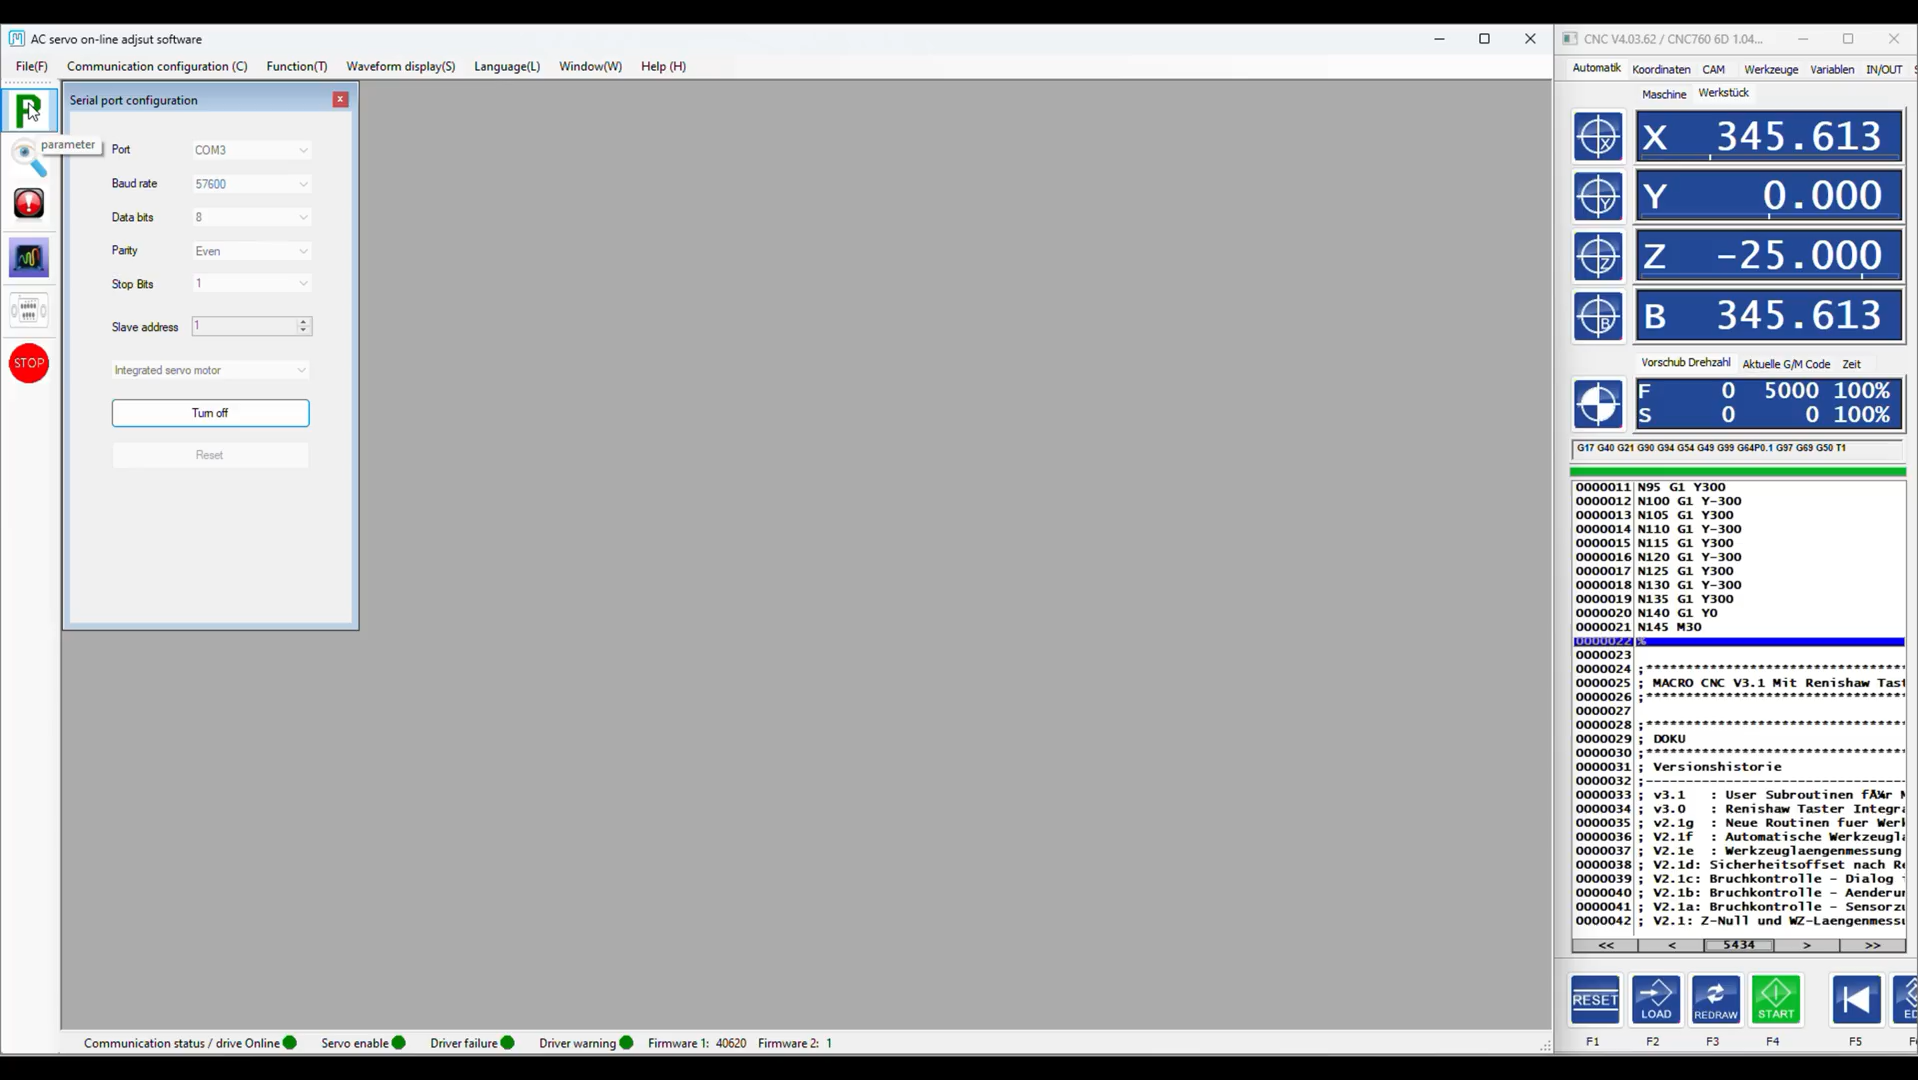 AC servo on-line adjsut software
File(F) Communication configuration (C) Function(T) Waveform display(S) Language(L) Window(W) Help (H)
Serial port configuration
parameter
Port COM3
Baud rate 57600
Data bits 8
Parity Even
Stop Bits 1
Slave address 1
Integrated servo motor
Turn off
Reset
STOP
Communication status / drive Online Servo enable Driver failure Driver warning Firmware 1: 40620 Firmware 2: 1
CNC V4.03.62 / CNC760 6D 1.04...
Automatik Koordinaten CAM Werkzeuge Variablen IN/OUT
Maschine Werkstück
X 345.613
Y 0.000
Z -25.000
B 345.613
Vorschub Drehzahl Aktuelle G/M Code Zeit
F 0 5000 100%
S 0 0 100%
G17 G40 G21 G90 G94 G54 G49 G99 G64P0.1 G97 G69 G50 T1
0000011 N95 G1 Y300
0000012 N100 G1 Y-300
0000013 N105 G1 Y300
0000014 N110 G1 Y-300
0000015 N115 G1 Y300
0000016 N120 G1 Y-300
0000017 N125 G1 Y300
0000018 N130 G1 Y-300
0000019 N135 G1 Y300
0000020 N140 G1 Y0
0000021 N145 M30
0000022 %
0000023
0000024 ;**********************************
0000025 ; MACRO CNC V3.1 Mit Renishaw Tast
0000026 ;**********************************
0000027
0000028 ;**********************************
0000029 ; DOKU
0000030 ;**********************************
0000031 ; Versionshistorie
0000032 ;----------------------------------
0000033 ; v3.1 : User Subroutinen fÃ¼r M
0000034 ; v3.0 : Renishaw Taster Integra
0000035 ; v2.1g : Neue Routinen fuer Werk
0000036 ; V2.1f : Automatische Werkzeugla
0000037 ; V2.1e : Werkzeuglaengenmessung
0000038 ; V2.1d: Sicherheitsoffset nach Re
0000039 ; V2.1c: Bruchkontrolle - Dialog
0000040 ; V2.1b: Bruchkontrolle - Aenderun
0000041 ; V2.1a: Bruchkontrolle - Sensorzu
0000042 ; V2.1: Z-Null und WZ-Laengenmessu
<< < 5434 > >>
RESET LOAD REDRAW START ED
F1 F2 F3 F4 F5